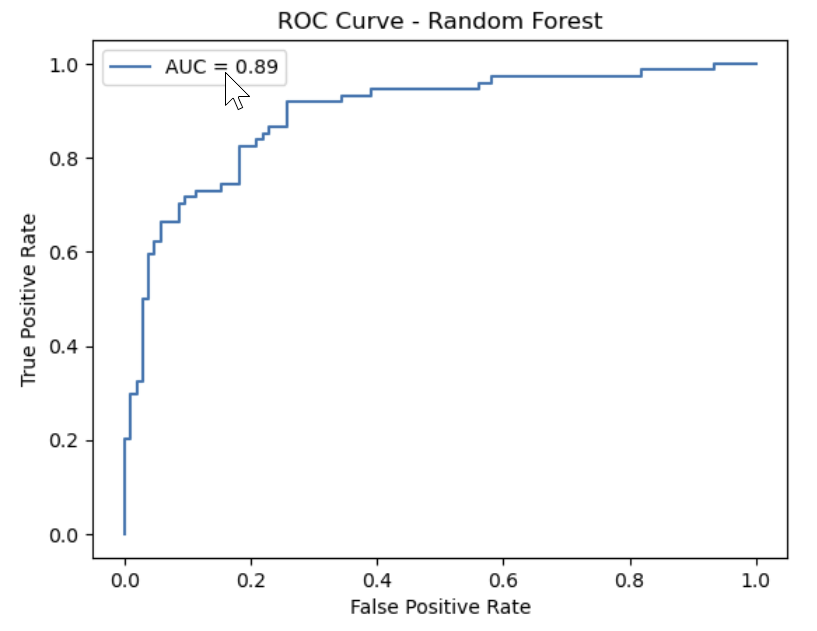 ROC Curve - Random Forest
AUC = 0.89
True Positive Rate
1.0
0.8
0.6
0.4
0.2
0.0
0.0 0.2 0.4 0.6 0.8 1.0
False Positive Rate